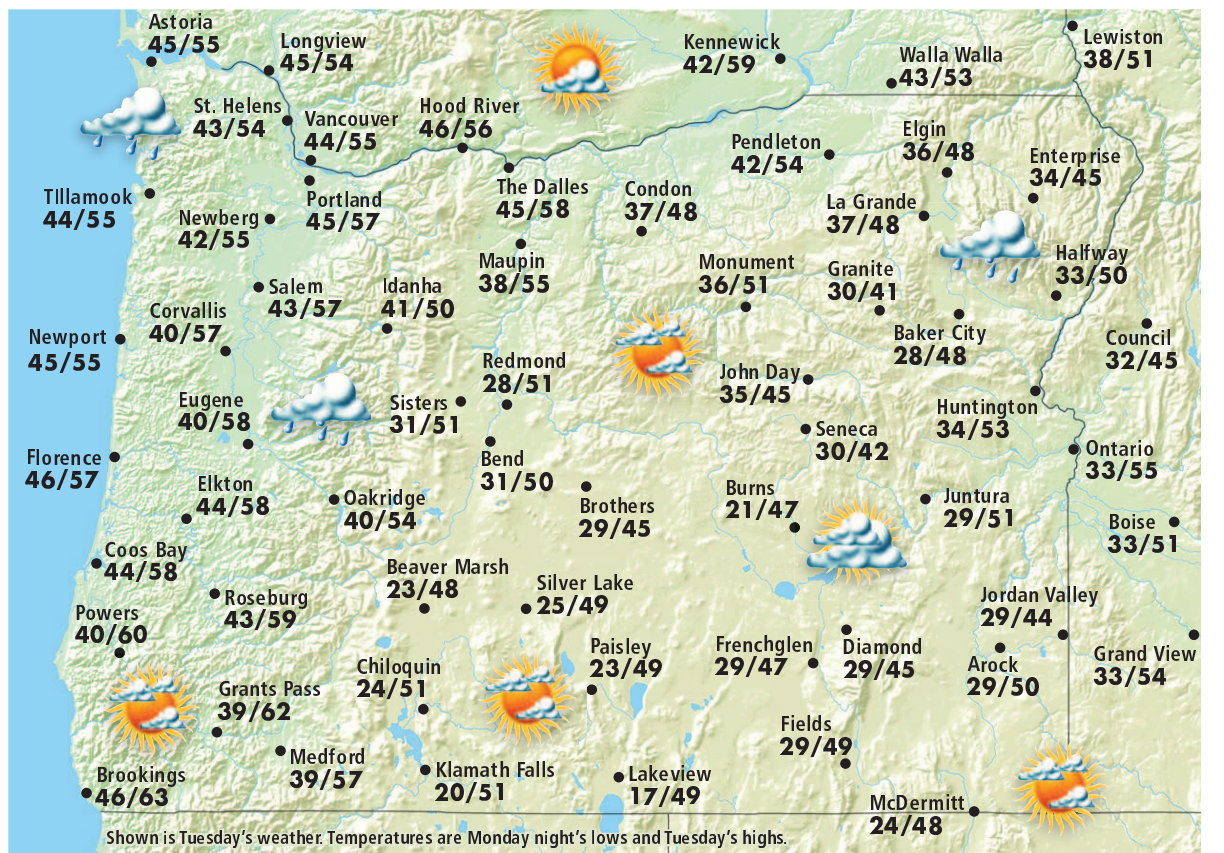 Astoria
45/55
Longview
45/54
Kennewick
42/59
Walla Walla
43/53
Lewiston
38/51
St. Helens
43/54
Vancouver
44/55
Hood River
46/56
Pendleton
42/54
Elgin
36/48
Enterprise
34/45
TIllamook
44/55
Newberg
42/55
Portland
45/57
The Dalles
45/58
Condon
37/48
La Grande
37/48
Maupin
38/55
Monument
36/51
Granite
30/41
Halfway
33/50
Salem
43/57
Idanha
41/50
Corvallis
40/57
Newport
45/55
Baker City
28/48
Council
32/45
Redmond
28/51
John Day
35/45
Eugene
40/58
Sisters
31/51
Huntington
34/53
Seneca
30/42
Florence
46/57
Bend
31/50
Ontario
33/55
Elkton
44/58
Oakridge
40/54
Brothers
29/45
Burns
21/47
Juntura
29/51
Boise
33/51
Coos Bay
44/58
Beaver Marsh
23/48
Silver Lake
25/49
Roseburg
43/59
Powers
40/60
Jordan Valley
29/44
Chiloquin
24/51
Paisley
23/49
Frenchglen
29/47
Diamond
29/45
Arock
29/50
Grand View
33/54
Grants Pass
39/62
Medford
39/57
Fields
29/49
Brookings
46/63
Klamath Falls
20/51
Lakeview
17/49
McDermitt
24/48
Shown is Tuesday's weather. Temperatures are Monday night's lows and Tuesday's highs.